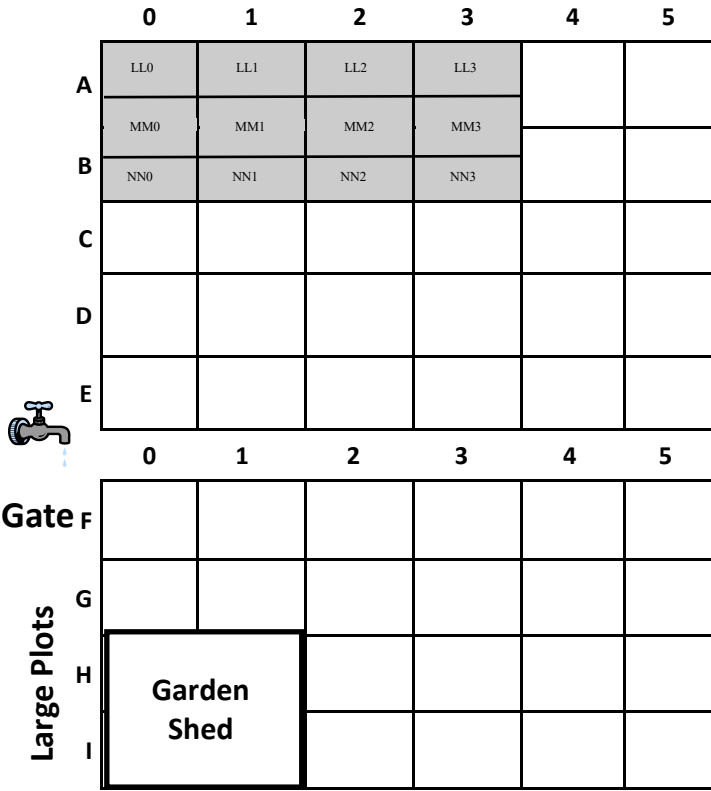 0 1 2 3 4 5
A
LL0 LL1 LL2 LL3
MM0 MM1 MM2 MM3
B
NN0 NN1 NN2 NN3
C
D
E
0 1 2 3 4 5
Gate F
G
Large Plots
H
Garden
Shed
I